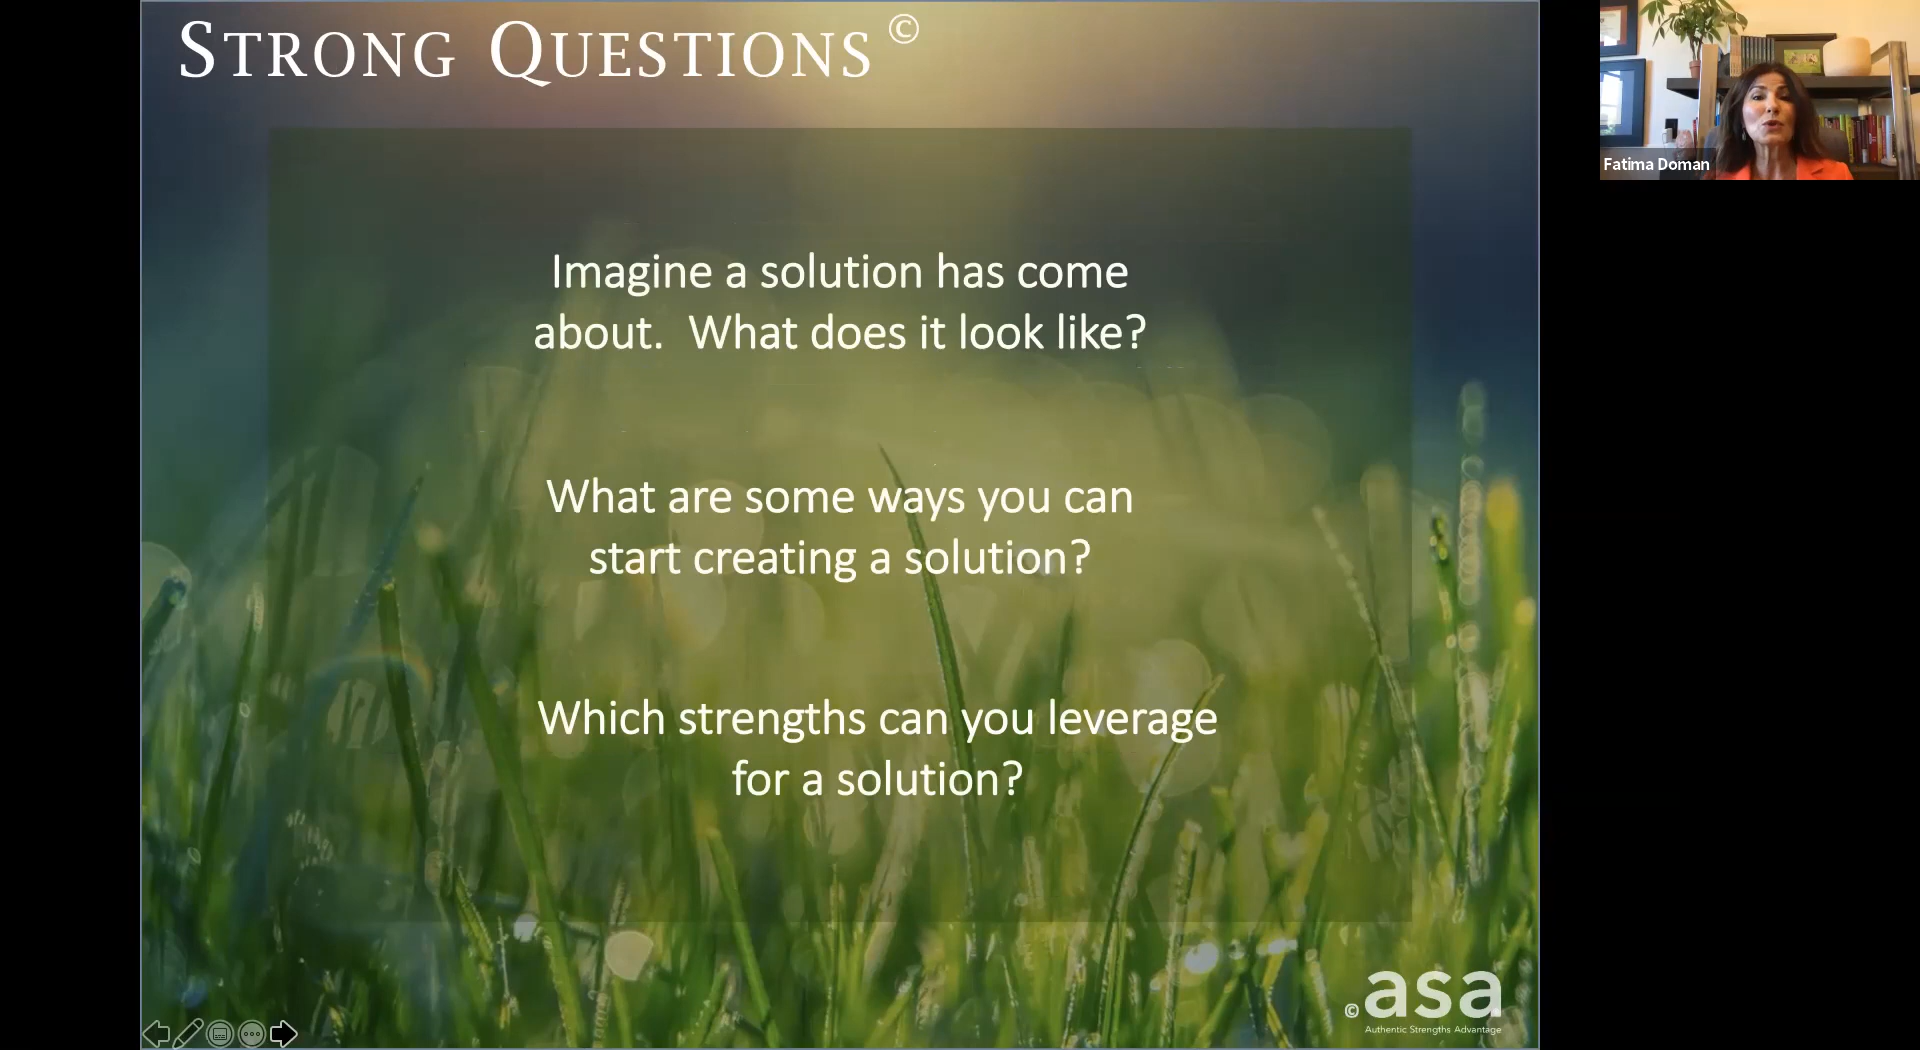 STRONG QUESTIONS ©
Fatima Doman
Imagine a solution has come
about. What does it look like?
What are some ways you can
start creating a solution?
Which strengths can you leverage
for a solution?
© asa
Authentic Strengths Advantage